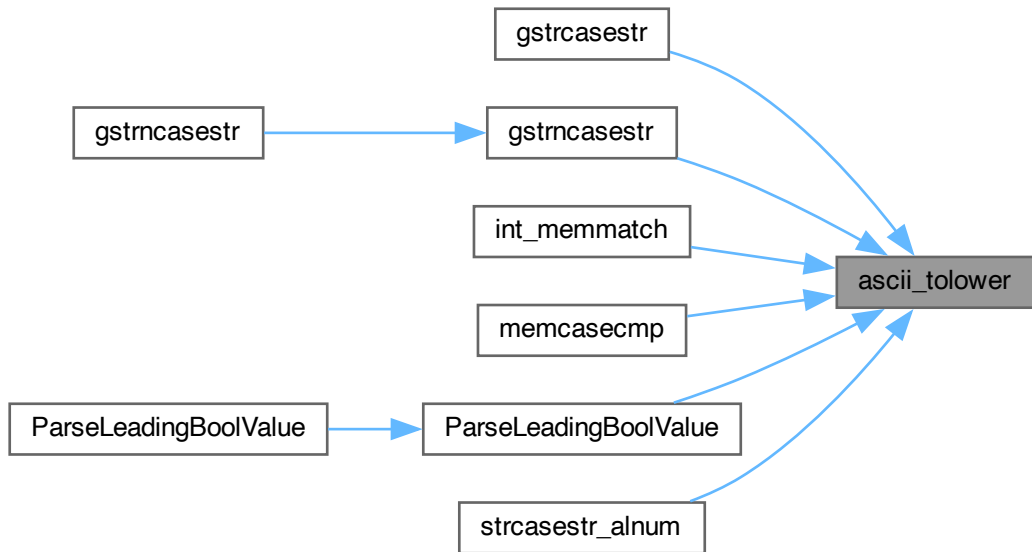 gstrcasestr
gstrncasestr
gstrncasestr
int_memmatch
ascii_tolower
memcasecmp
ParseLeadingBoolValue
ParseLeadingBoolValue
strcasestr_alnum